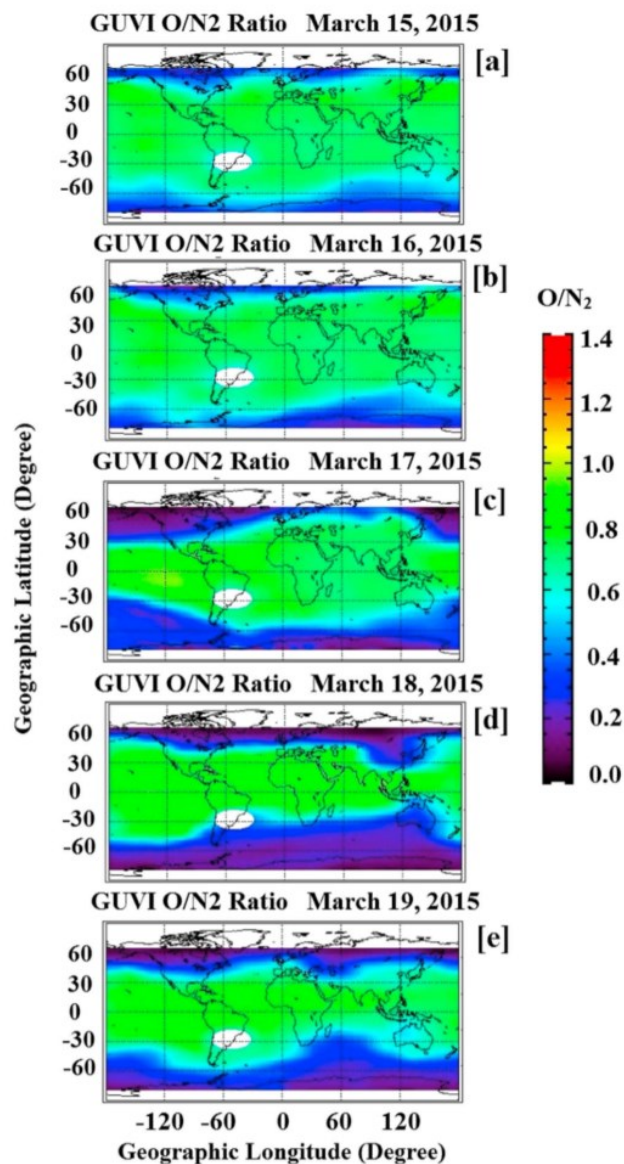 GUVI O/N2 Ratio March 15, 2015
[a]
60
30
0
-30
-60
GUVI O/N2 Ratio March 16, 2015
[b]
60
30
0
-30
-60
GUVI O/N2 Ratio March 17, 2015
[c]
60
30
0
-30
-60
GUVI O/N2 Ratio March 18, 2015
[d]
60
30
0
-30
-60
GUVI O/N2 Ratio March 19, 2015
[e]
60
30
0
-30
-60
-120 -60 0 60 120
Geographic Longitude (Degree)
Geographic Latitude (Degree)
O/N₂
1.4
1.2
1.0
0.8
0.6
0.4
0.2
0.0